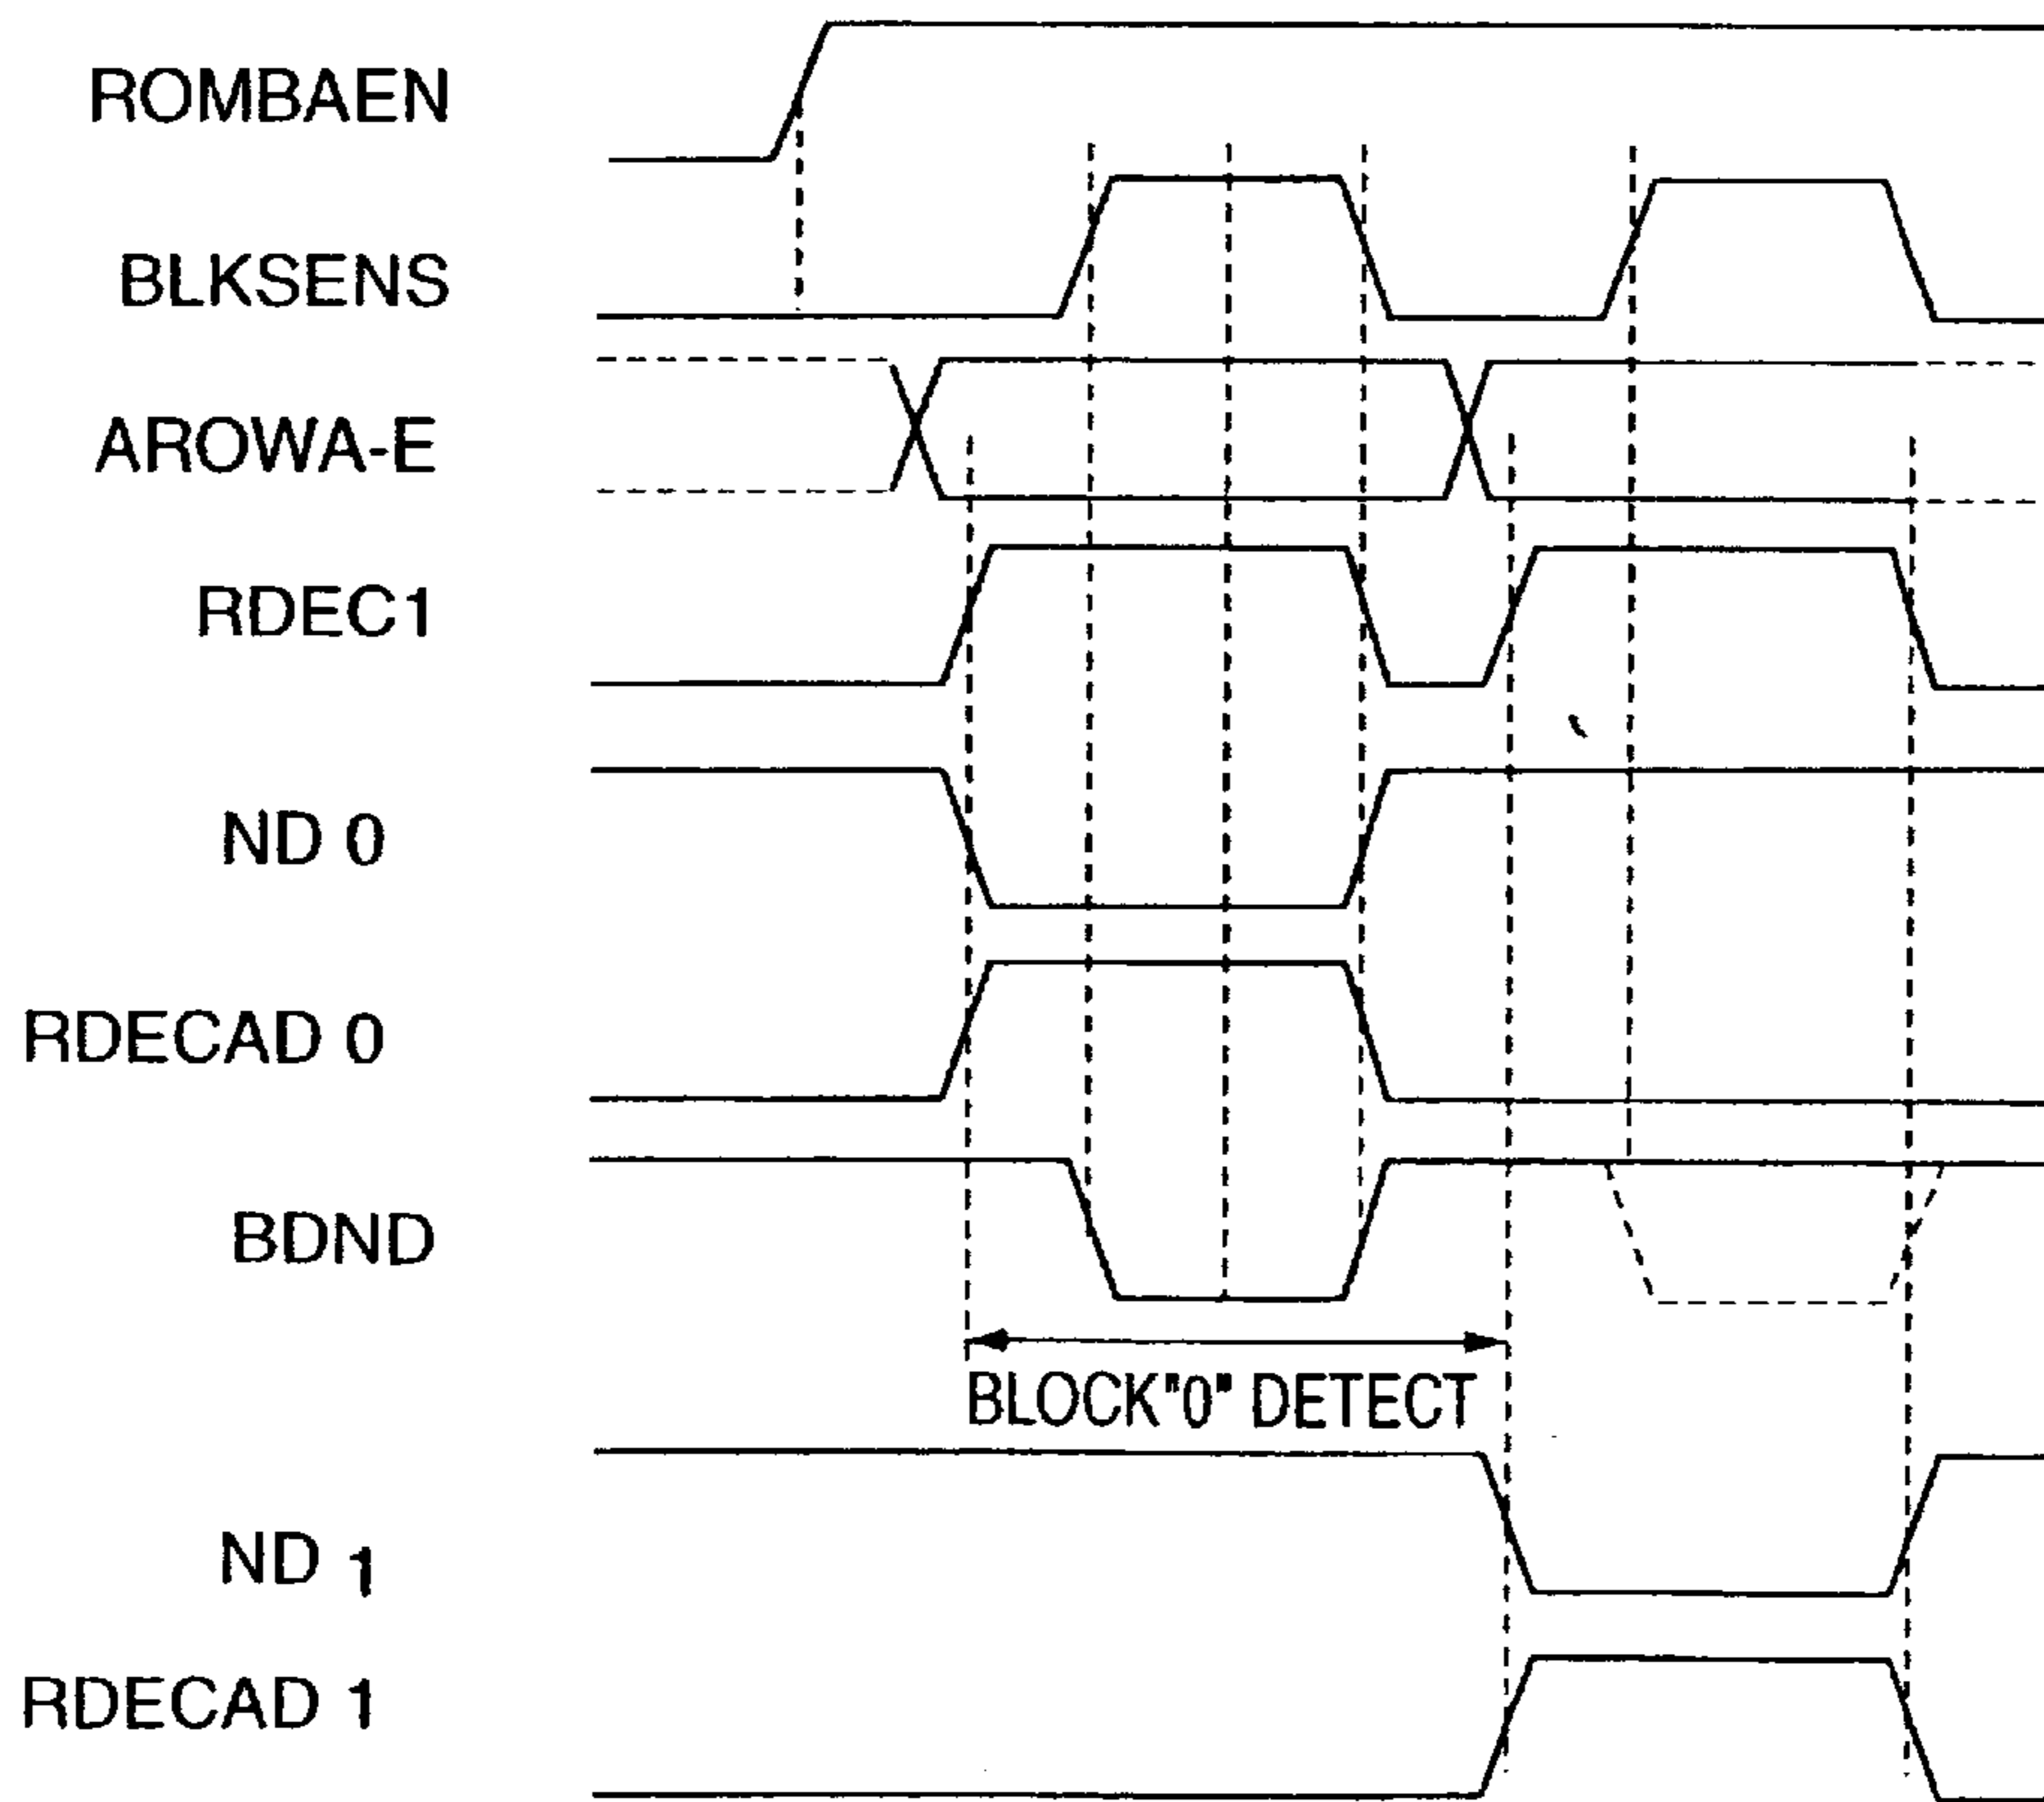 ROMBAEN
BLKSENS
AROWA-E
RDEC1
ND 0
RDECAD 0
BDND
BLOCK"0" DETECT
ND 1
RDECAD 1